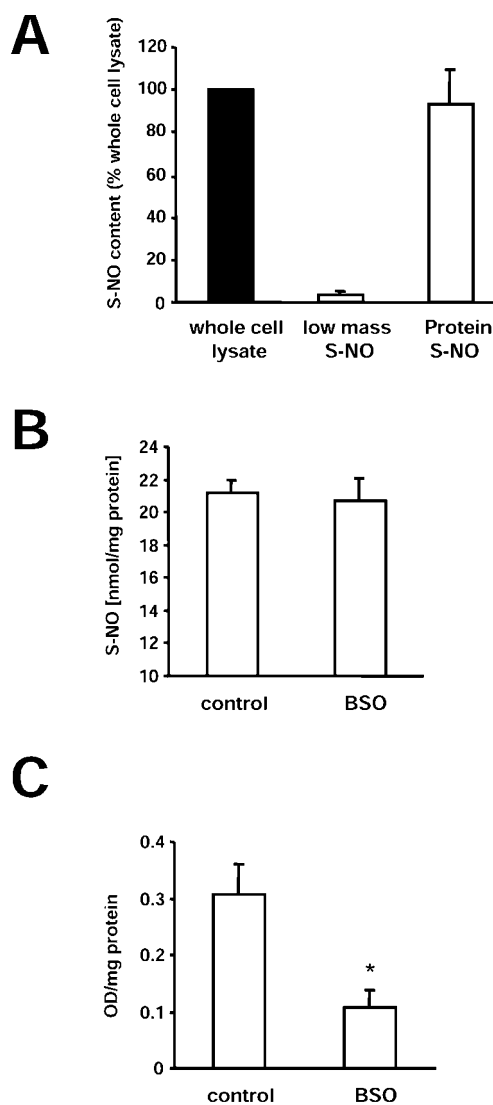 A
S-NO content (% whole cell lysate)
120
100
80
60
40
20
0
whole cell
lysate
low mass
S-NO
Protein
S-NO
B
S-NO [nmol/mg protein]
24
22
20
18
16
14
12
10
control
BSO
C
OD/mg protein
0.4
0.3
0.2
0.1
0
*
control
BSO